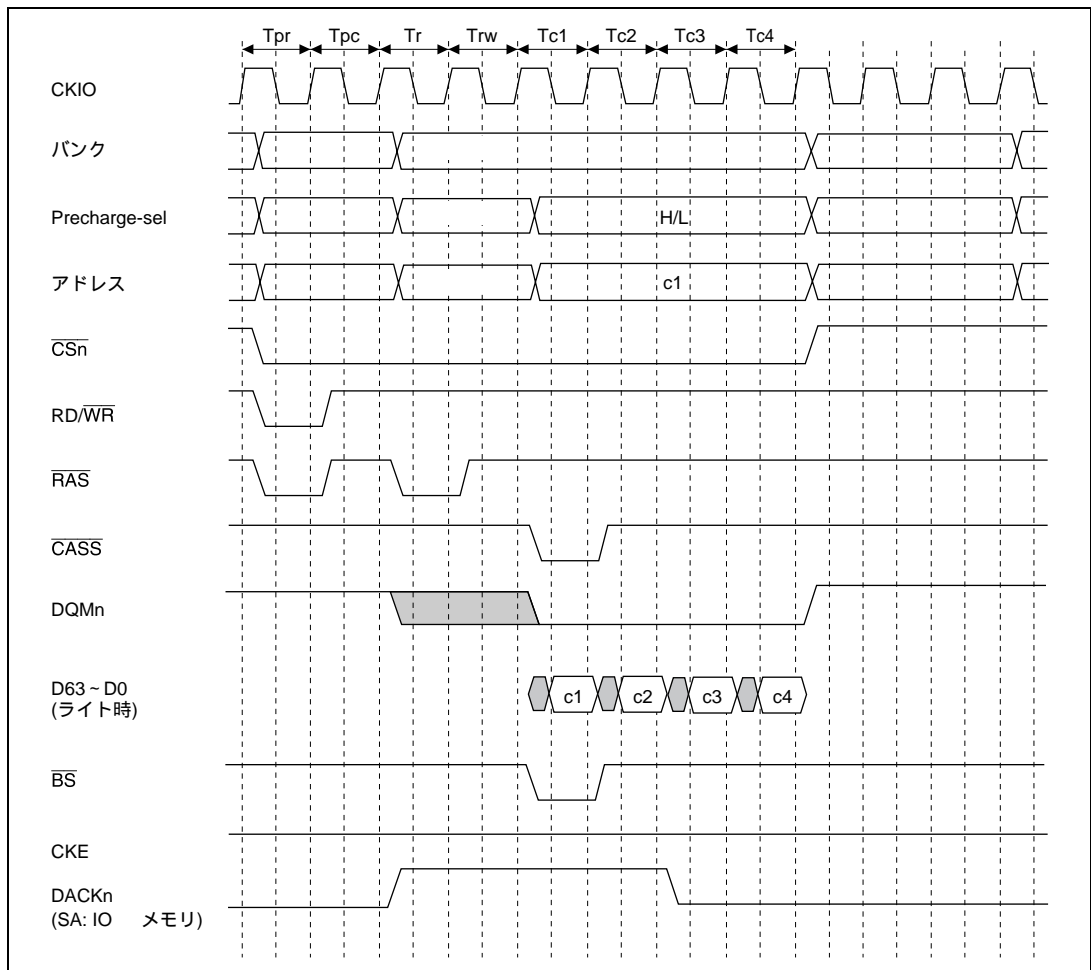 Tpr Tpc Tr Trw Tc1 Tc2 Tc3 Tc4
CKIO
バンク
Precharge-sel H/L
アドレス c1
CSn
RD/WR
RAS
CASS
DQMn
D63～D0 c1 c2 c3 c4
(ライト時)
BS
CKE
DACKn
(SA: IO メモリ)